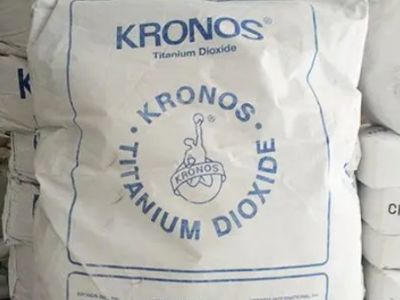 KRONOS®
Titanium Dioxide
• KRONOS •
®
KRONOS
TITANIUM DIOXIDE
K